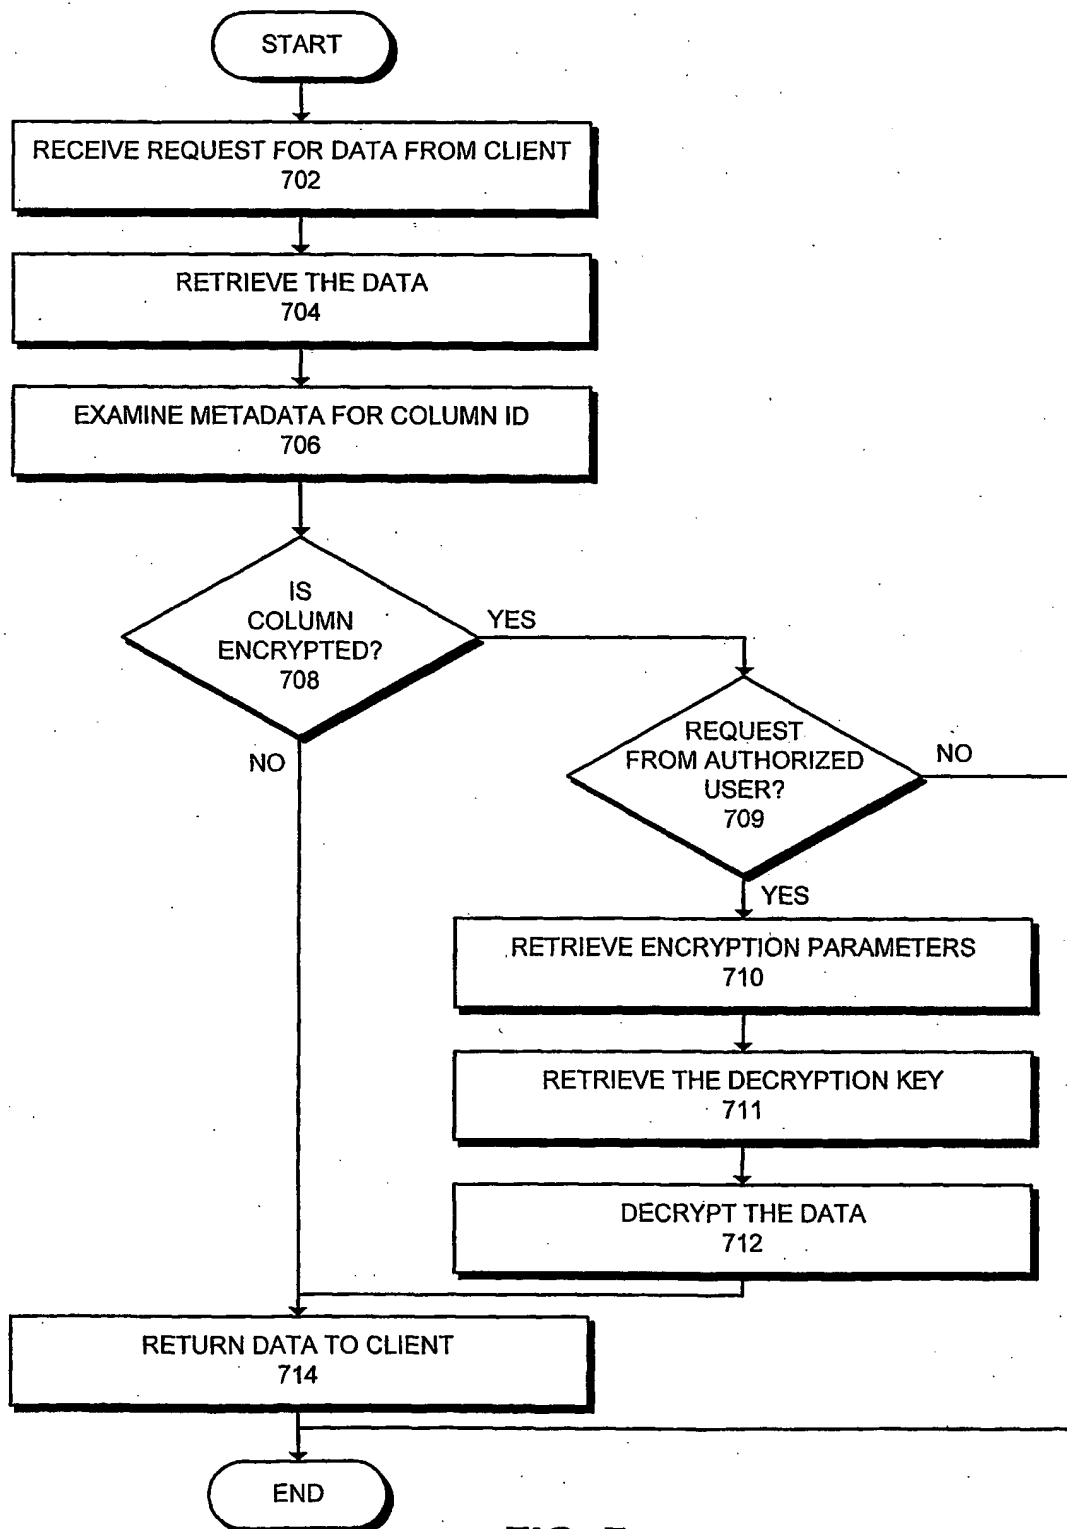 START
RECEIVE REQUEST FOR DATA FROM CLIENT
702
RETRIEVE THE DATA
704
EXAMINE METADATA FOR COLUMN ID
706
IS
COLUMN
ENCRYPTED?
708
YES
NO
REQUEST
FROM AUTHORIZED
USER?
709
NO
YES
RETRIEVE ENCRYPTION PARAMETERS
710
RETRIEVE THE DECRYPTION KEY
711
DECRYPT THE DATA
712
RETURN DATA TO CLIENT
714
END